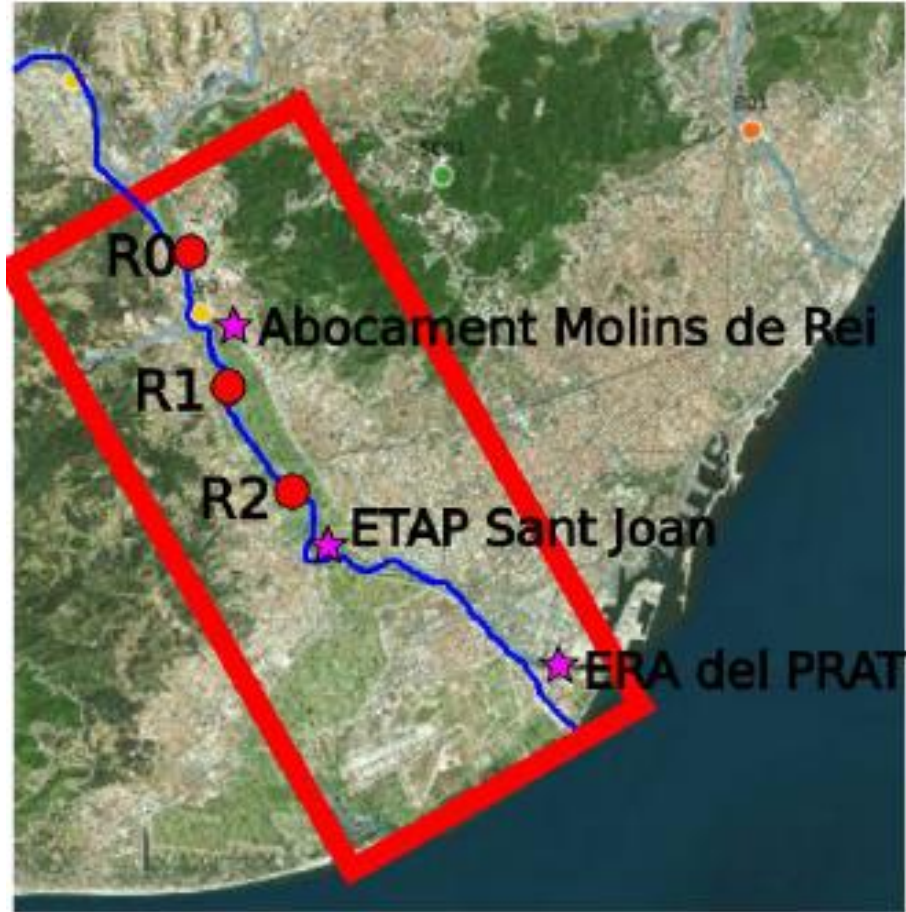 R0
Abocament Molins de Rei
R1
R2
ETAP Sant Joan
ERA del PRAT